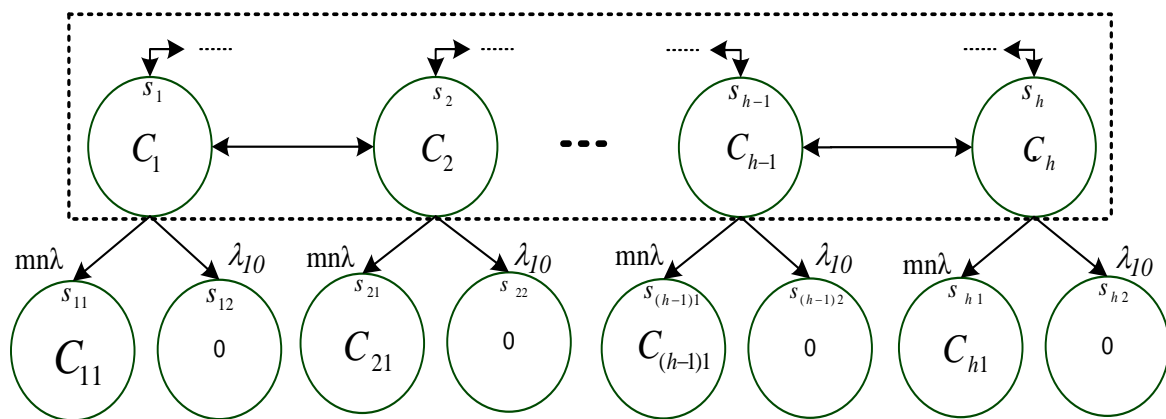 s₁ s₂ sₕ₋₁ sₕ
C₁ C₂ Cₕ₋₁ Cₕ
mnλ λ₁₀ mnλ λ₁₀ mnλ λ₁₀ mnλ λ₁₀
s₁₁ s₁₂ s₂₁ s₂₂ s₍ₕ₋₁₎₁ s₍ₕ₋₁₎₂ sₕ₁ sₕ₂
C₁₁ 0 C₂₁ 0 C₍ₕ₋₁₎₁ 0 Cₕ₁ 0